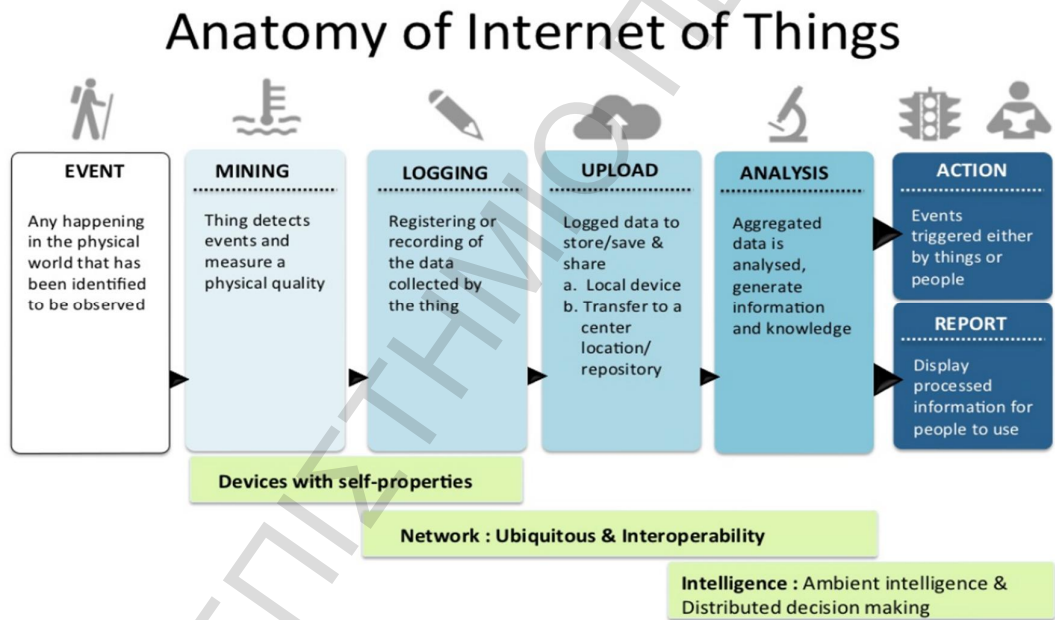 Anatomy of Internet of Things
EVENT
Any happening
in the physical
world that has
been identified
to be observed
MINING
Thing detects
events and
measure a
physical quality
LOGGING
Registering or
recording of
the data
collected by
the thing
UPLOAD
Logged data to
store/save &
share
a. Local device
b. Transfer to a
center
location/
repository
ANALYSIS
Aggregated
data is
analysed,
generate
information
and knowledge
ACTION
Events
triggered either
by things or
people
REPORT
Display
processed
information for
people to use
Devices with self-properties
Network : Ubiquitous & Interoperability
Intelligence : Ambient intelligence &
Distributed decision making